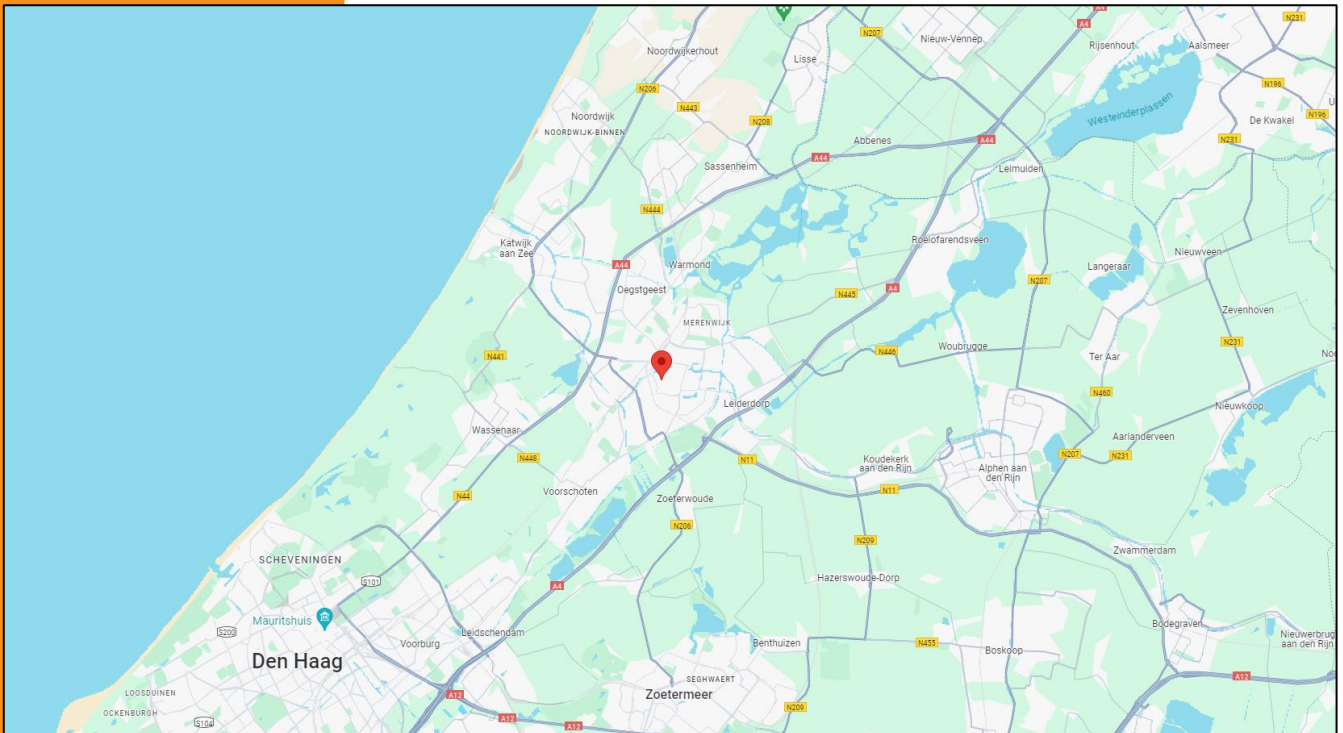 A4
N231
Noordwijkerhout
N207
Nieuw-Vennep
A4
Rijsenhout
Aalsmeer
Lisse
N196
N206
N443
Westeinderplassen
Noordwijk
NOORDWIJK-BINNEN
N208
De Kwakel
N196
Abbenes
A44
N231
Sassenheim
A44
Leimuiden
N444
Katwijk
aan Zee
Roelofarendsveen
Nieuwveen
A44
Warmond
Langeraar
N207
Oegstgeest
A4
N445
MERENWIJK
Zevenhoven
N441
N446
Woubrugge
N231
Ter Aar
N460
Leiderdorp
Nieuwkoop
Wassenaar
Aarlanderveen
N448
N11
Koudekerk
aan den Rijn
N207
N231
Alphen aan
den Rijn
N44
Voorschoten
N11
Zoeterwoude
N206
N209
Zwammerdam
SCHEVENINGEN
S101
A4
Hazerswoude-Dorp
Mauritshuis
S200
Leidschendam
Voorburg
Bodegraven
Nieuwerbrug
aan den Rijn
Benthuizen
N455
Boskoop
Den Haag
SEGHWAERT
A12
Zoetermeer
LOOSDUINEN
A12
N209
OCKENBURGH
S104
A12
A12